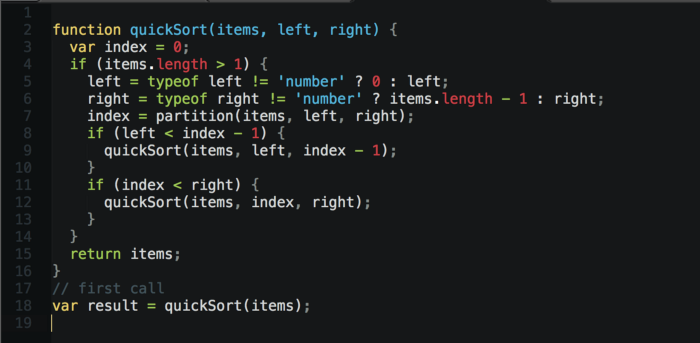 1
2 function quickSort(items, left, right) {
3   var index = 0;
4   if (items.length > 1) {
5     left = typeof left != 'number' ? 0 : left;
6     right = typeof right != 'number' ? items.length - 1 : right;
7     index = partition(items, left, right);
8     if (left < index - 1) {
9       quickSort(items, left, index - 1);
10     }
11     if (index < right) {
12       quickSort(items, index, right);
13     }
14   }
15   return items;
16 }
17 // first call
18 var result = quickSort(items);
19